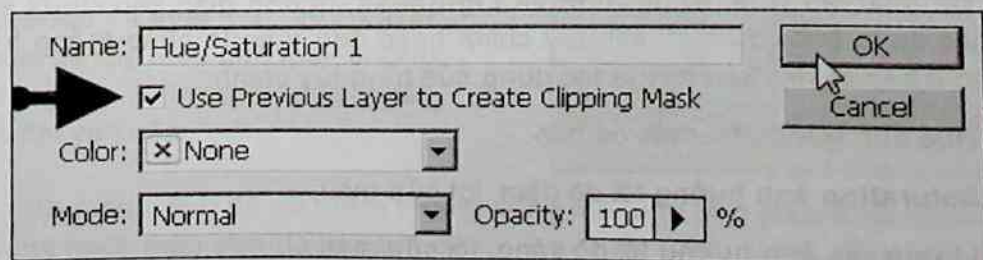 Name: Hue/Saturation 1
OK
Use Previous Layer to Create Clipping Mask
Cancel
Color: None
Mode: Normal Opacity: 100 %